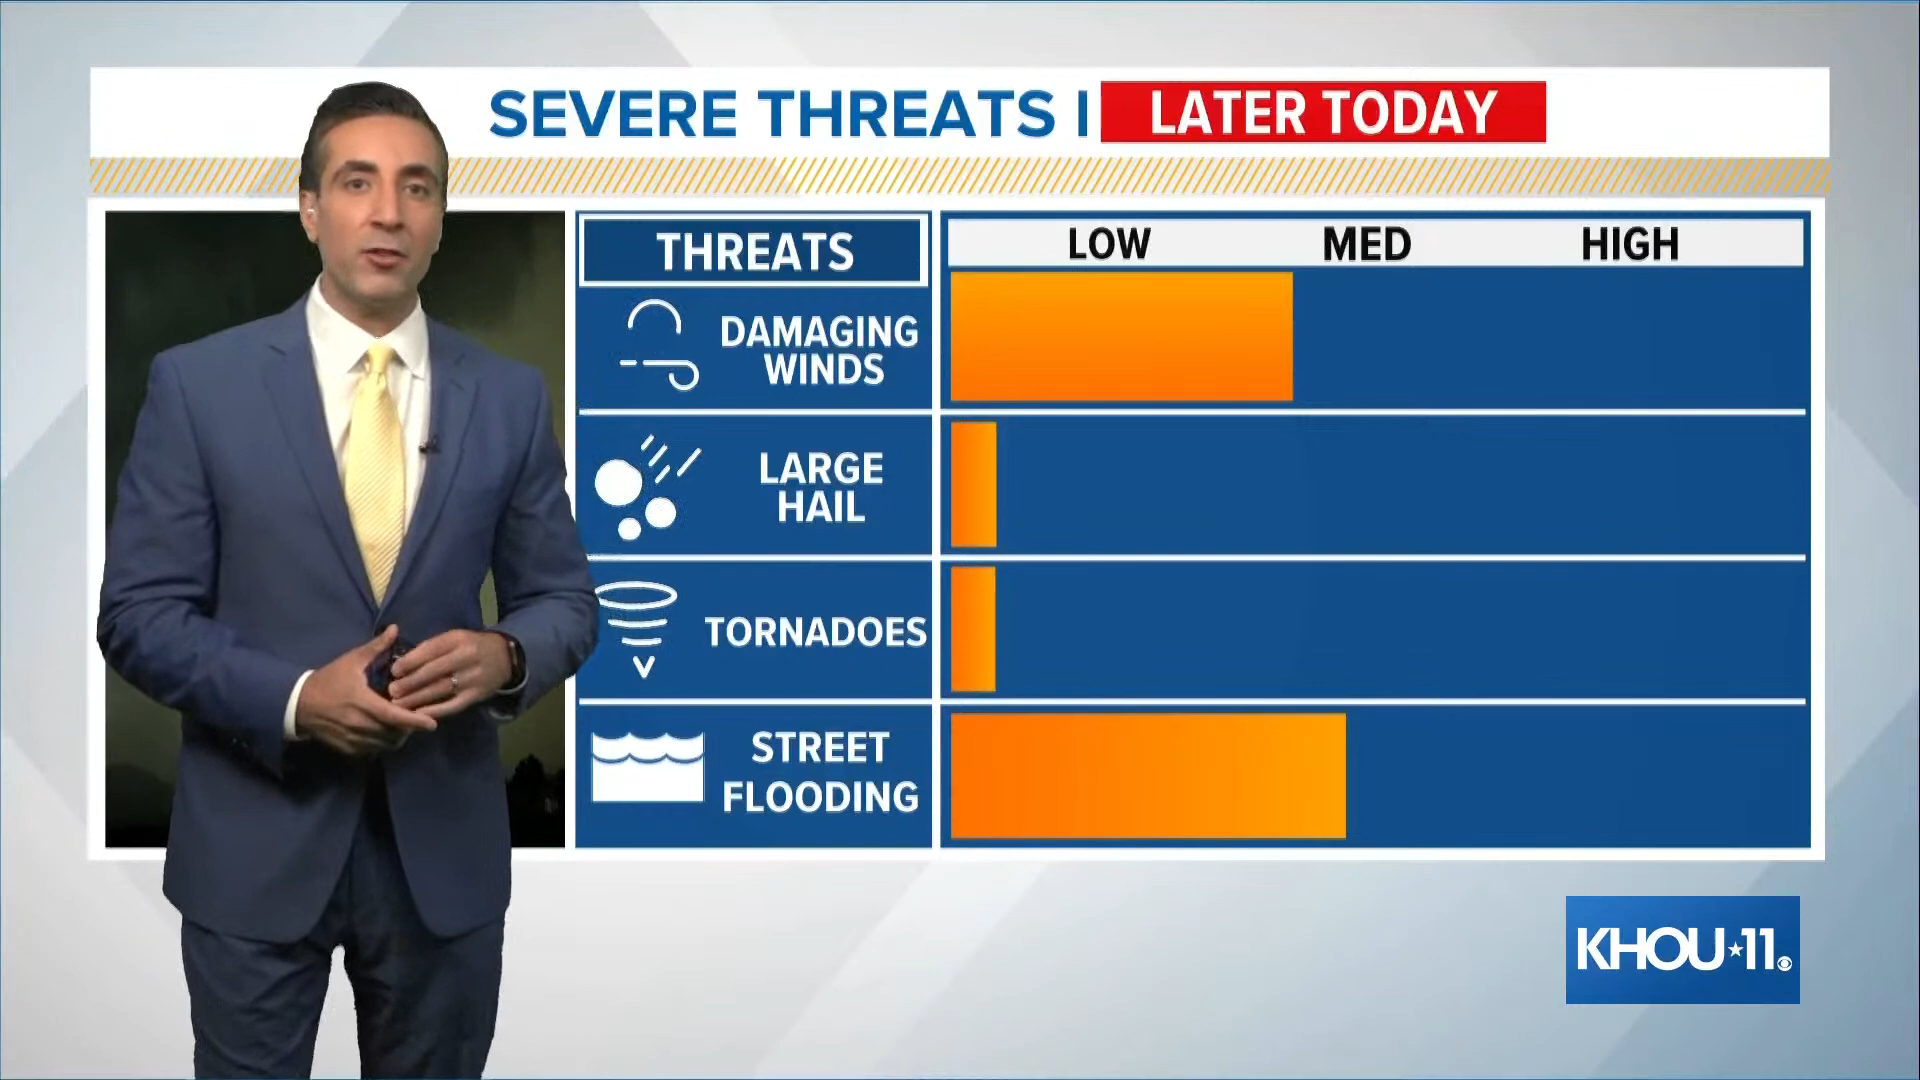 SEVERE THREATS | LATER TODAY
THREATS
LOW MED HIGH
DAMAGING
WINDS
LARGE
HAIL
TORNADOES
STREET
FLOODING
KHOU★11